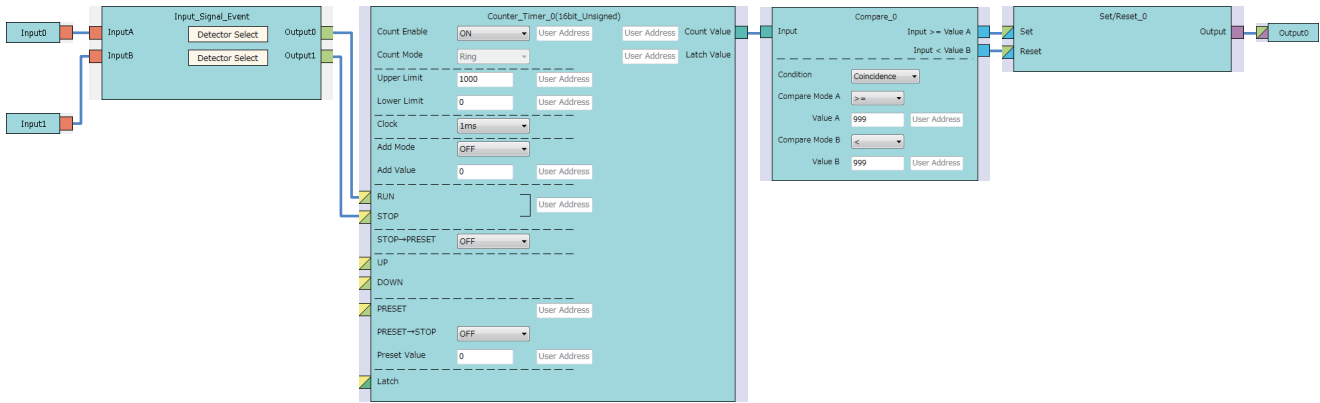 Input0
Input1
Input_Signal_Event
InputA Detector Select Output0
InputB Detector Select Output1
Counter_Timer_0(16bit_Unsigned)
Count Enable ON User Address User Address Count Value
Count Mode Ring User Address Latch Value
Upper Limit 1000 User Address
Lower Limit 0 User Address
Clock 1ms
Add Mode OFF
Add Value 0 User Address
RUN
User Address
STOP
STOP→PRESET OFF
UP
DOWN
PRESET User Address
PRESET→STOP OFF
Preset Value 0 User Address
Latch
Compare_0
Input Input >= Value A
Input < Value B
Condition Coincidence
Compare Mode A >=
Value A 999 User Address
Compare Mode B <
Value B 999 User Address
Set/Reset_0
Set Output
Reset
Output0